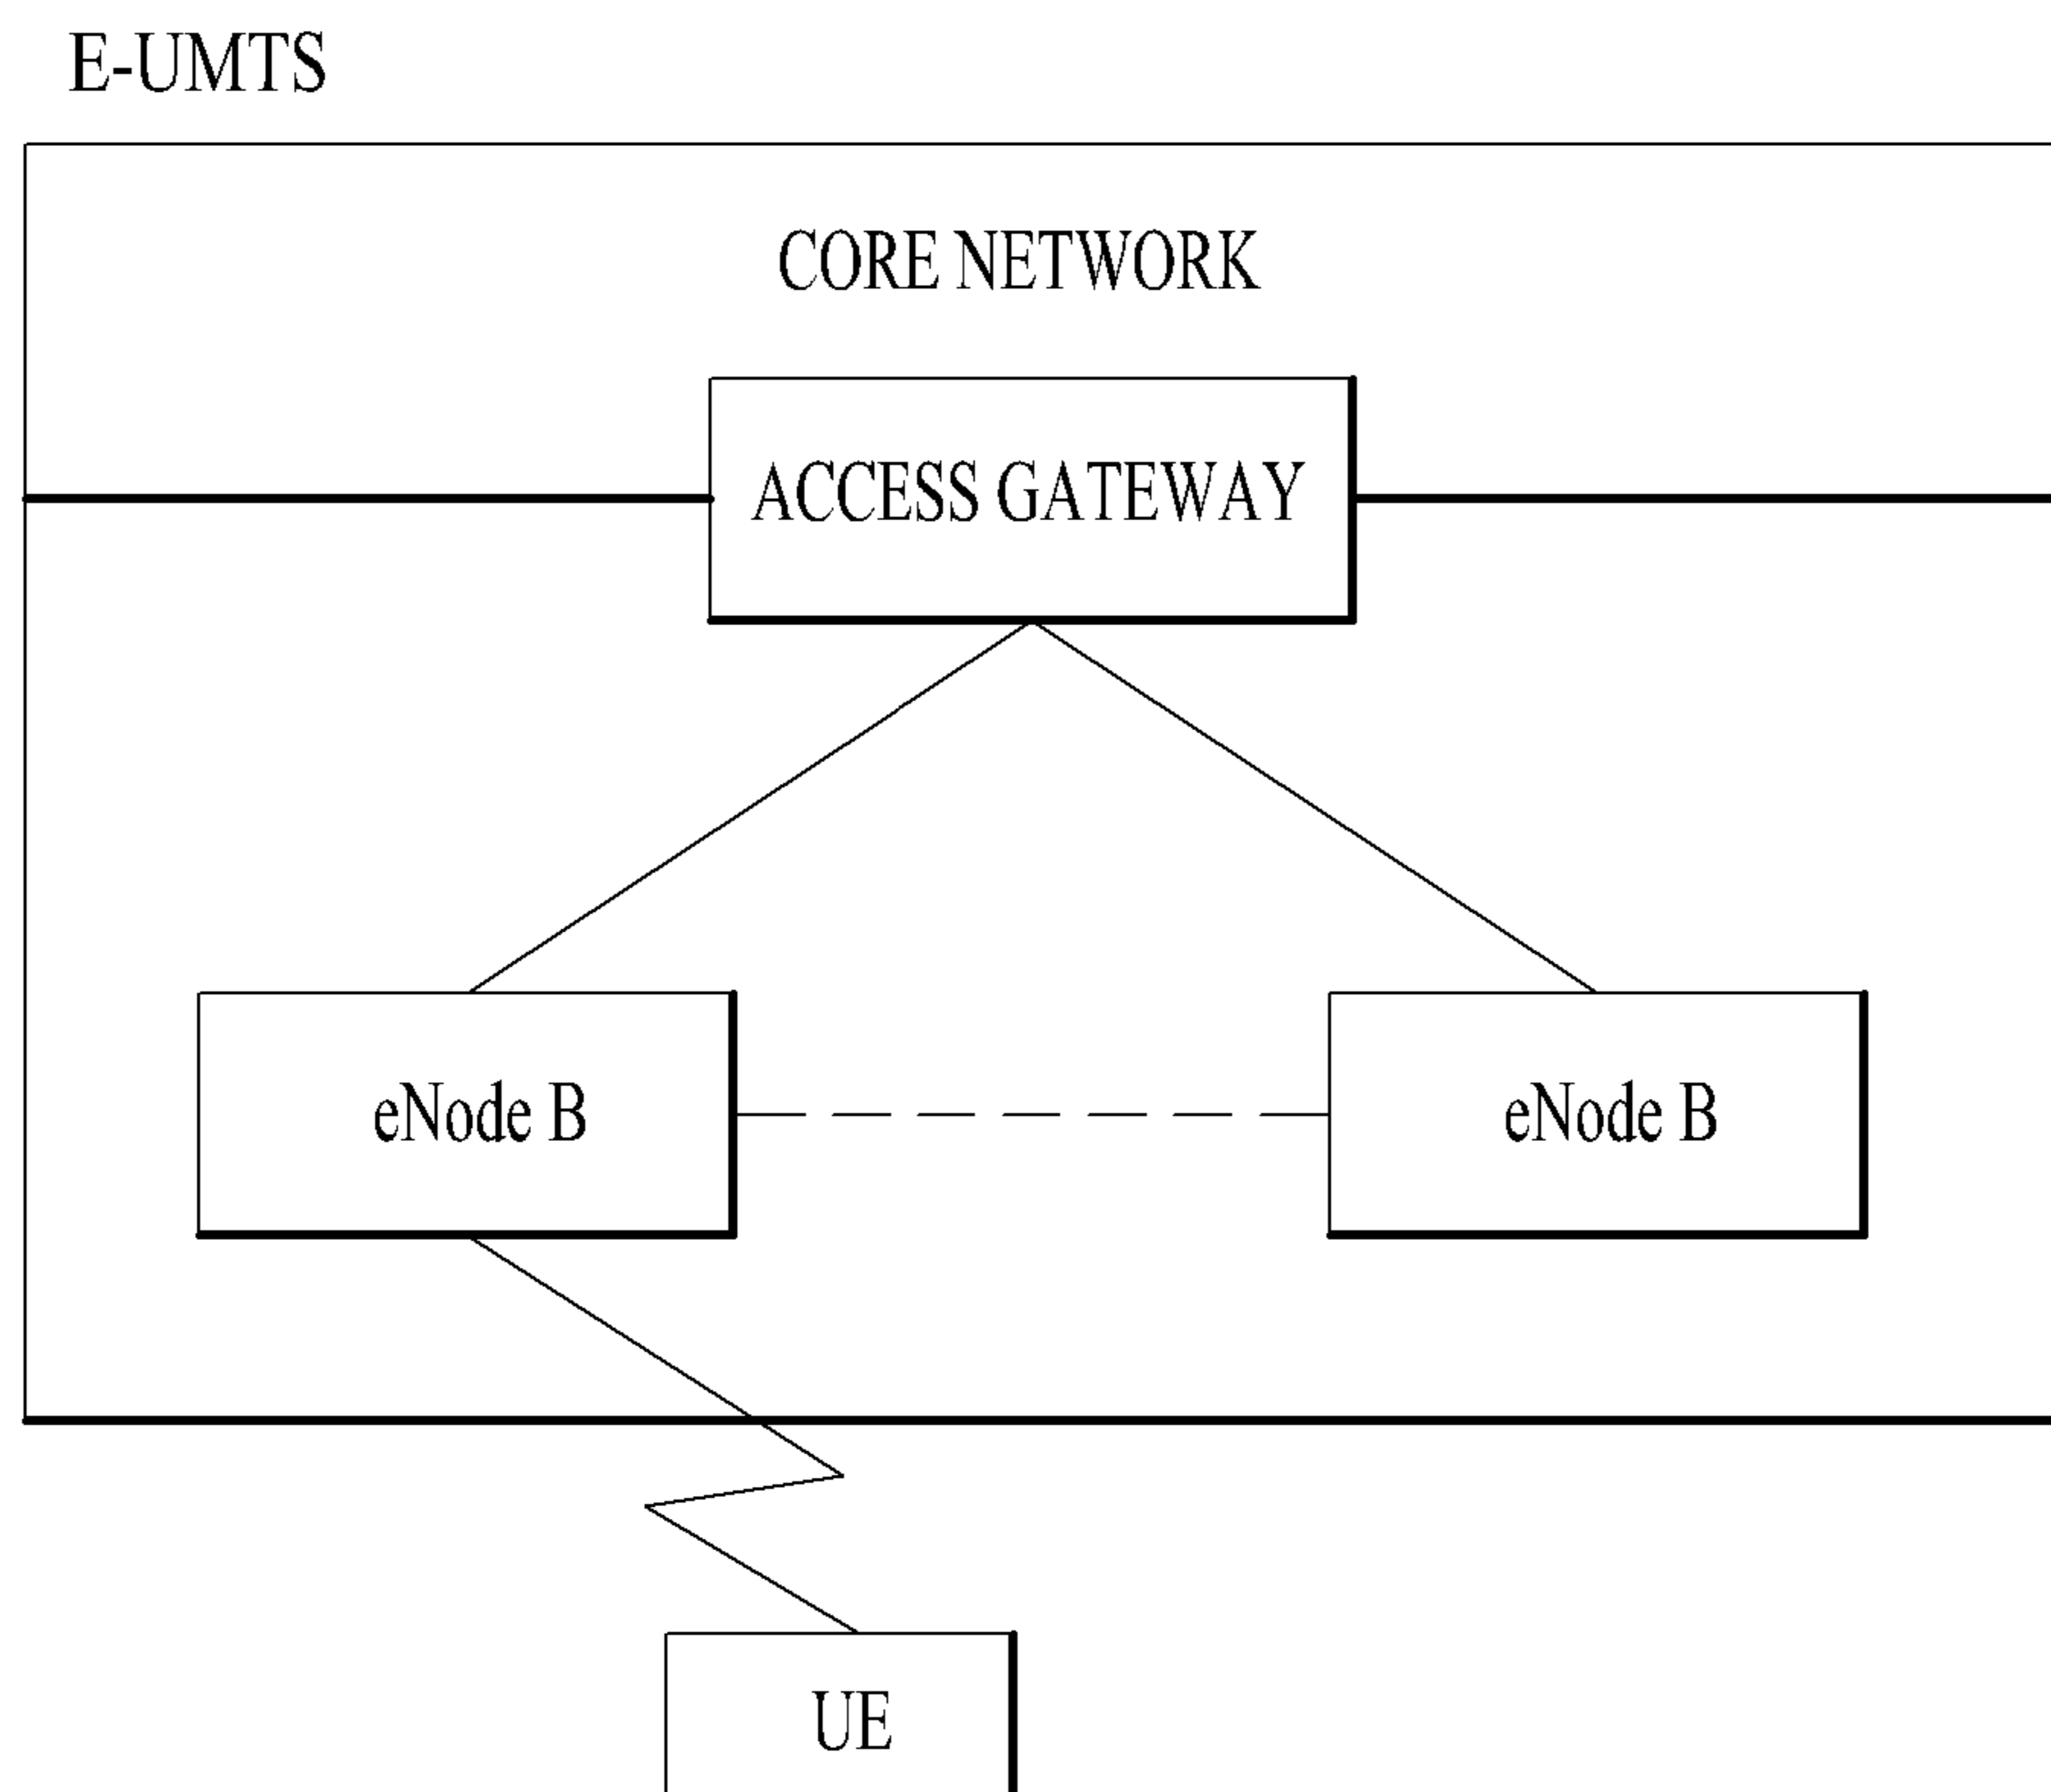 E-UMTS
CORE NETWORK
ACCESS GATEWAY
eNode B
eNode B
UE